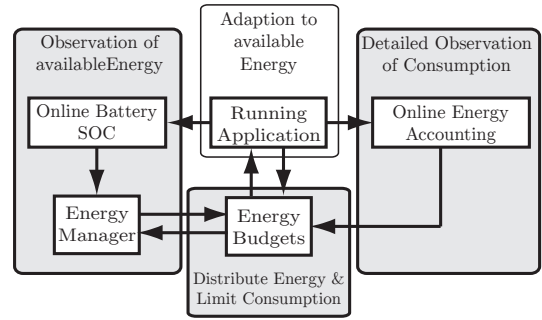 Observation of
availableEnergy
Online Battery
SOC
Energy
Manager
Adaption to
available
Energy
Running
Application
Energy
Budgets
Distribute Energy &
Limit Consumption
Detailed Observation
of Consumption
Online Energy
Accounting